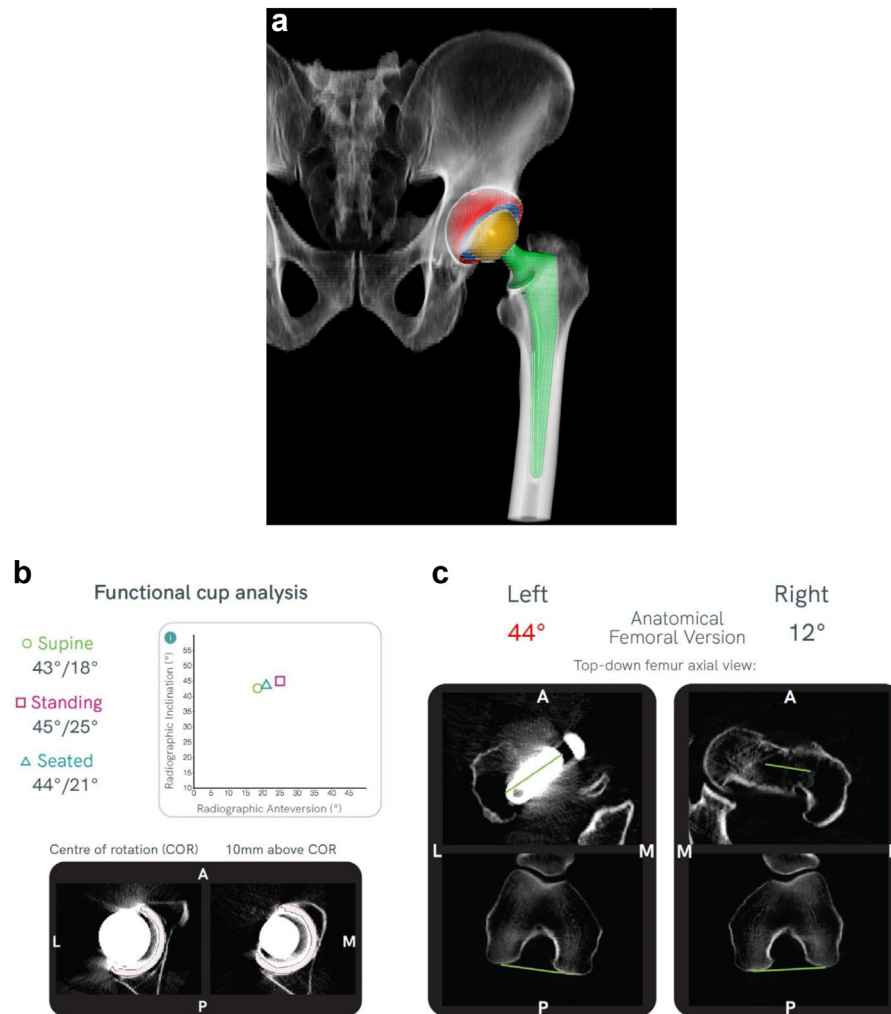 a
b
Functional cup analysis
Supine
43°/18°
Standing
45°/25°
Seated
44°/21°
i
Radiographic Inclination (°)
55
50
45
40
35
30
25
20
15
10
0 5 10 15 20 25 30 35 40 45
Radiographic Anteversion (°)
Centre of rotation (COR)
10mm above COR
A
L
M
P
c
Left
Right
44°
Anatomical
Femoral Version
12°
Top-down femur axial view:
A
A
L
M
M
P
P